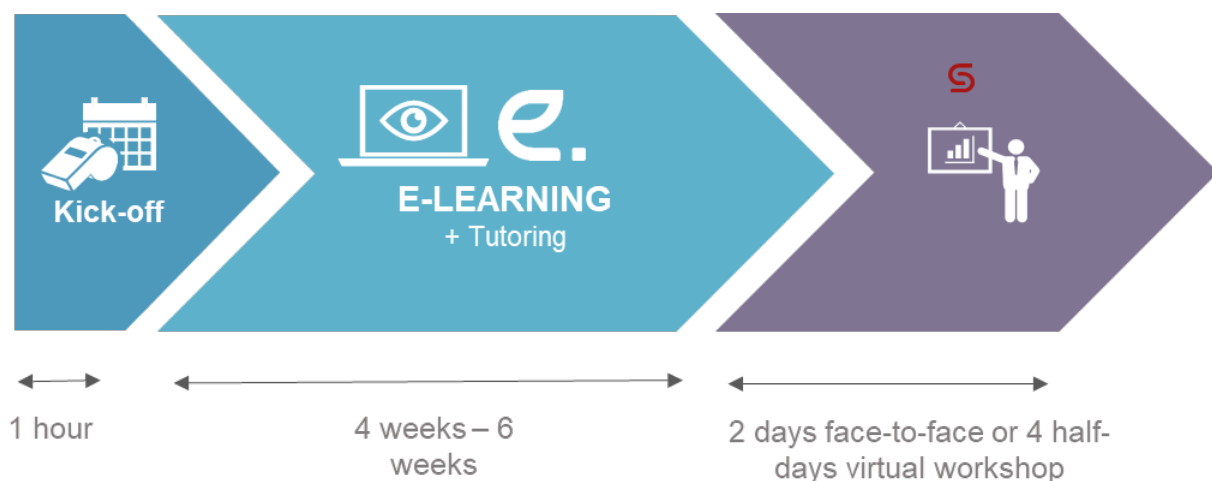 Kick-off
e.
E-LEARNING
+ Tutoring
S
1 hour
4 weeks – 6
weeks
2 days face-to-face or 4 half-
days virtual workshop